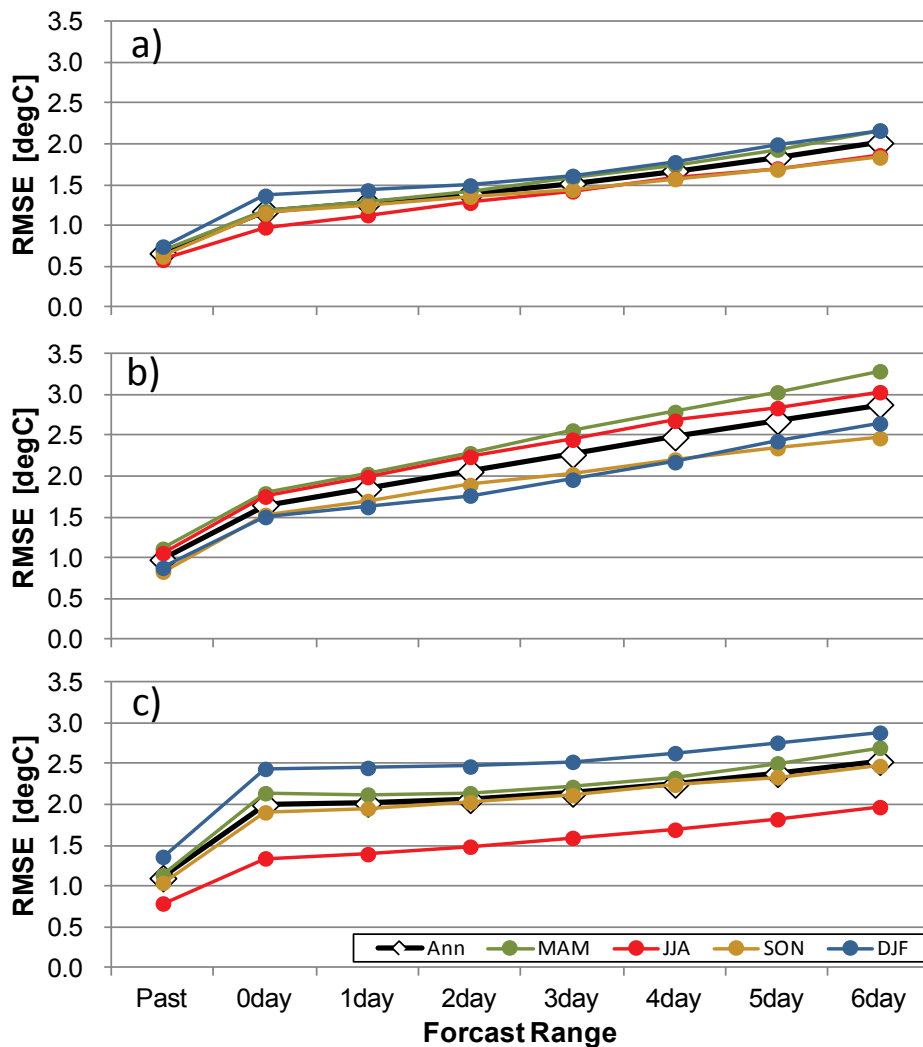 a)
3.5
3.0
2.5
2.0
1.5
1.0
0.5
0.0
RMSE [degC]
b)
3.5
3.0
2.5
2.0
1.5
1.0
0.5
0.0
RMSE [degC]
c)
3.5
3.0
2.5
2.0
1.5
1.0
0.5
0.0
RMSE [degC]
Ann MAM JJA SON DJF
Past 0day 1day 2day 3day 4day 5day 6day
Forcast Range